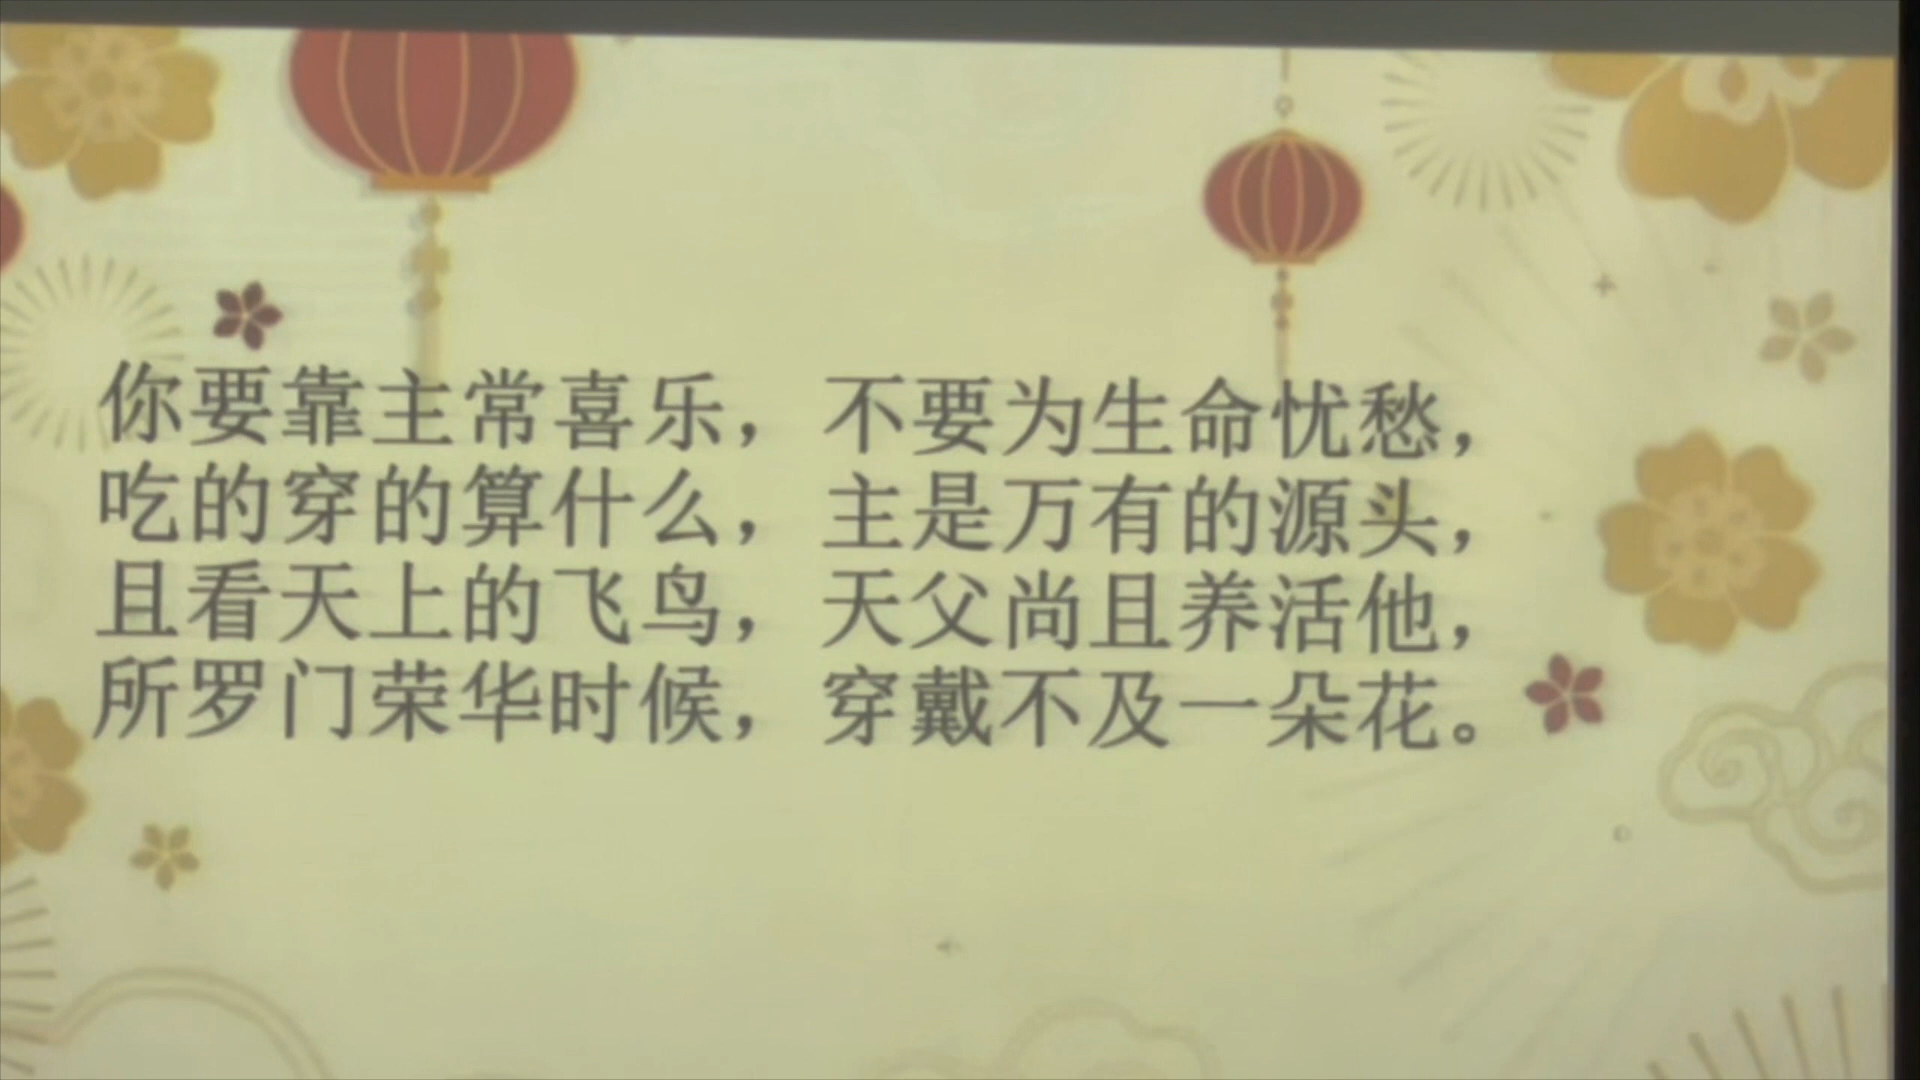 你要靠主常喜乐，不要为生命忧愁，
吃的穿的算什么，主是万有的源头，
且看天上的飞鸟，天父尚且养活他，
所罗门荣华时候，穿戴不及一朵花。